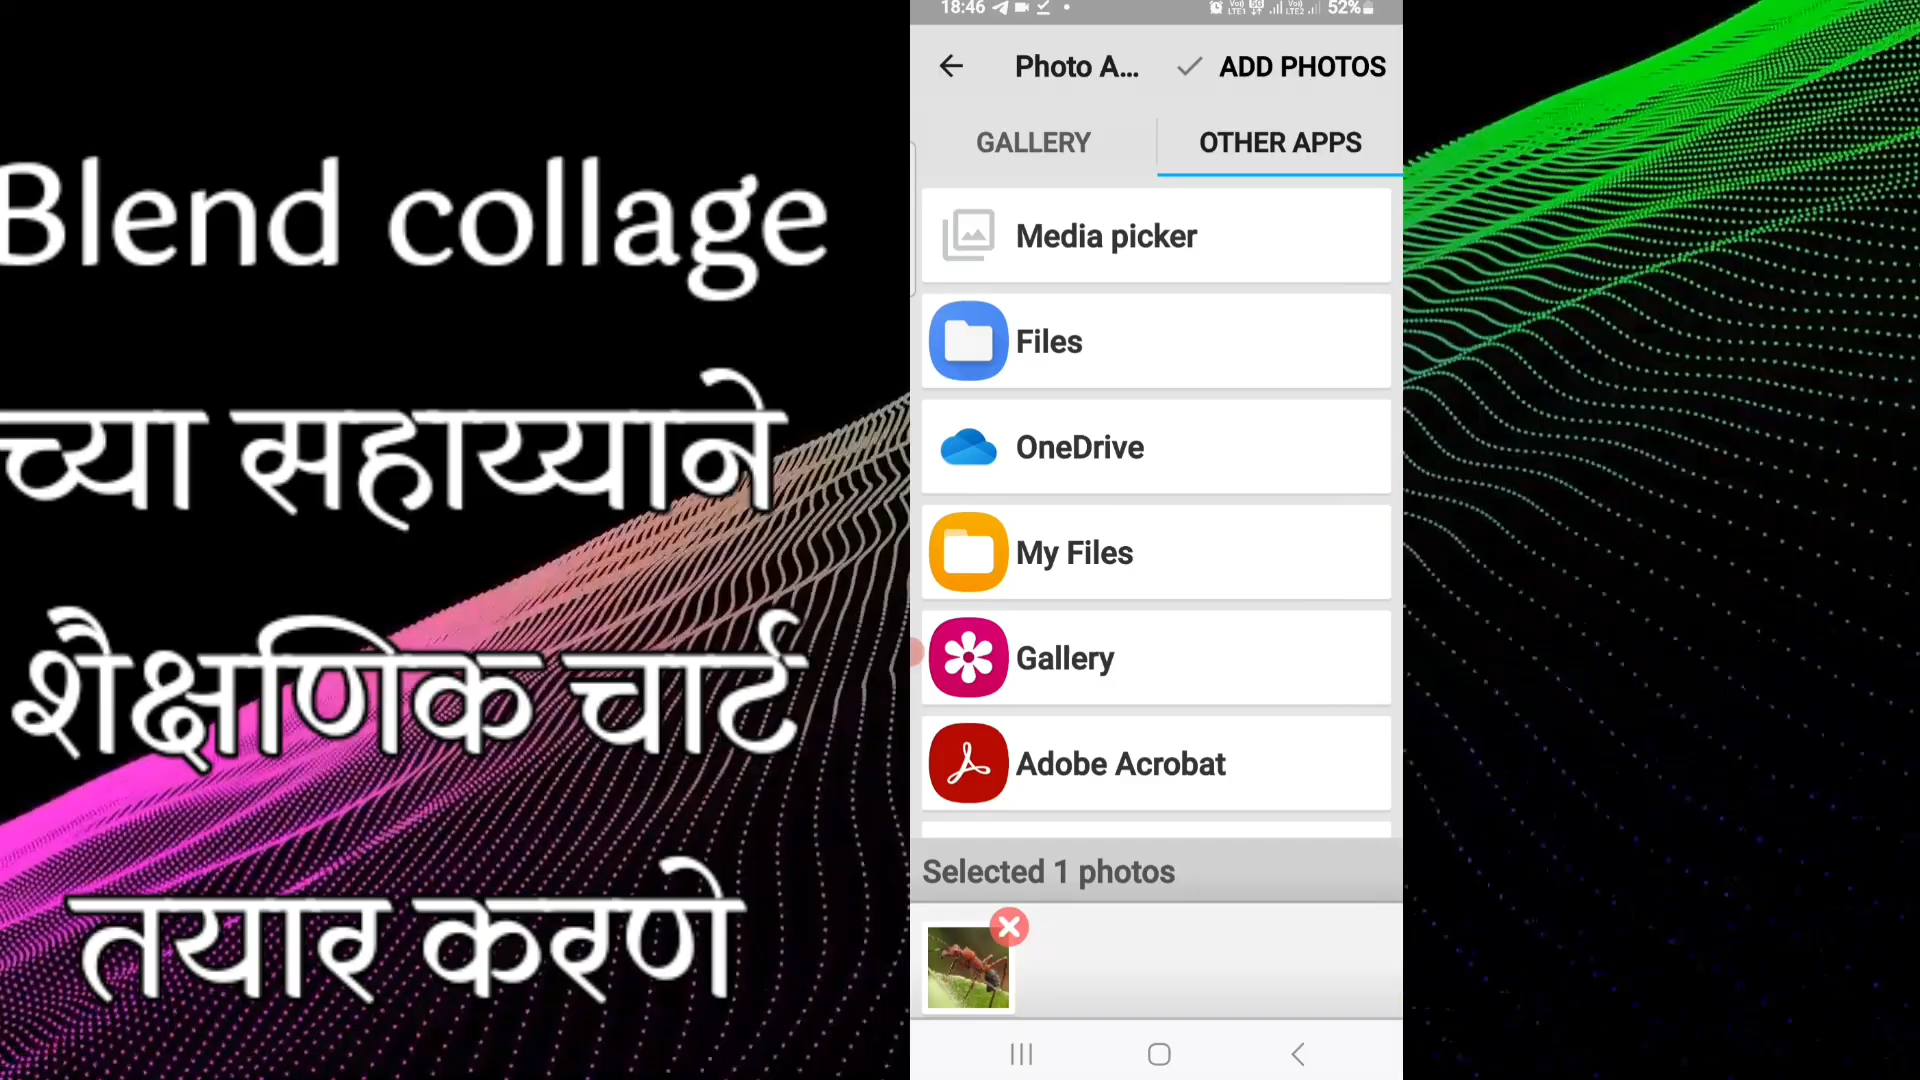 Blend collage
च्या सहाय्याने
शैक्षणिक चार्ट
तयार करणे
18:46
52%
Photo A...
ADD PHOTOS
GALLERY
OTHER APPS
Media picker
Files
OneDrive
My Files
Gallery
Adobe Acrobat
Selected 1 photos